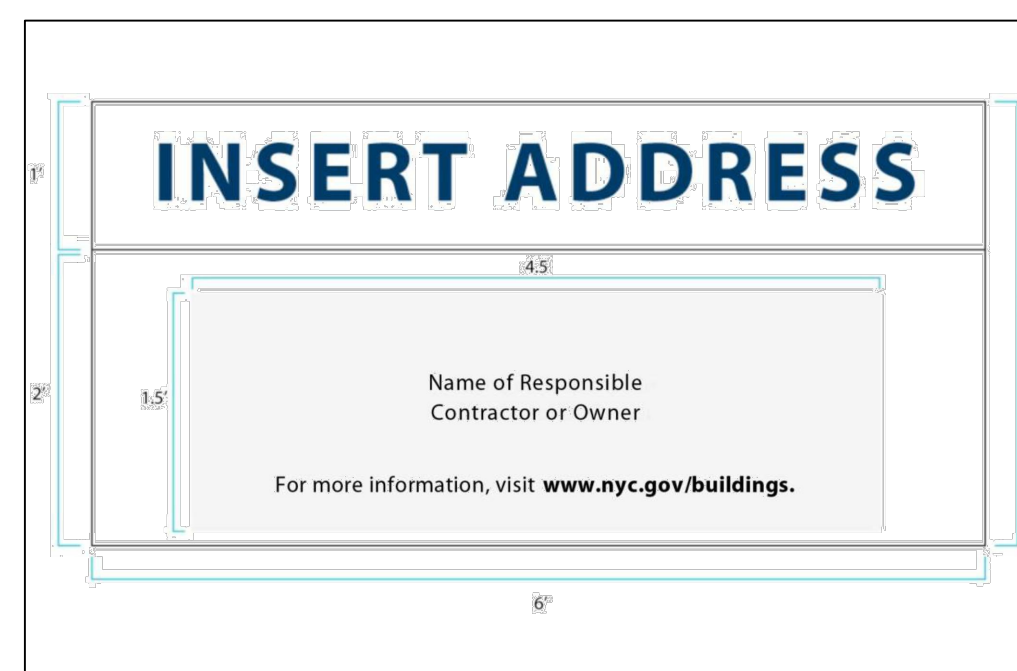 1'
INSERT ADDRESS
4.5'
2'
1.5'
Name of Responsible
Contractor or Owner
For more information, visit www.nyc.gov/buildings.
6'